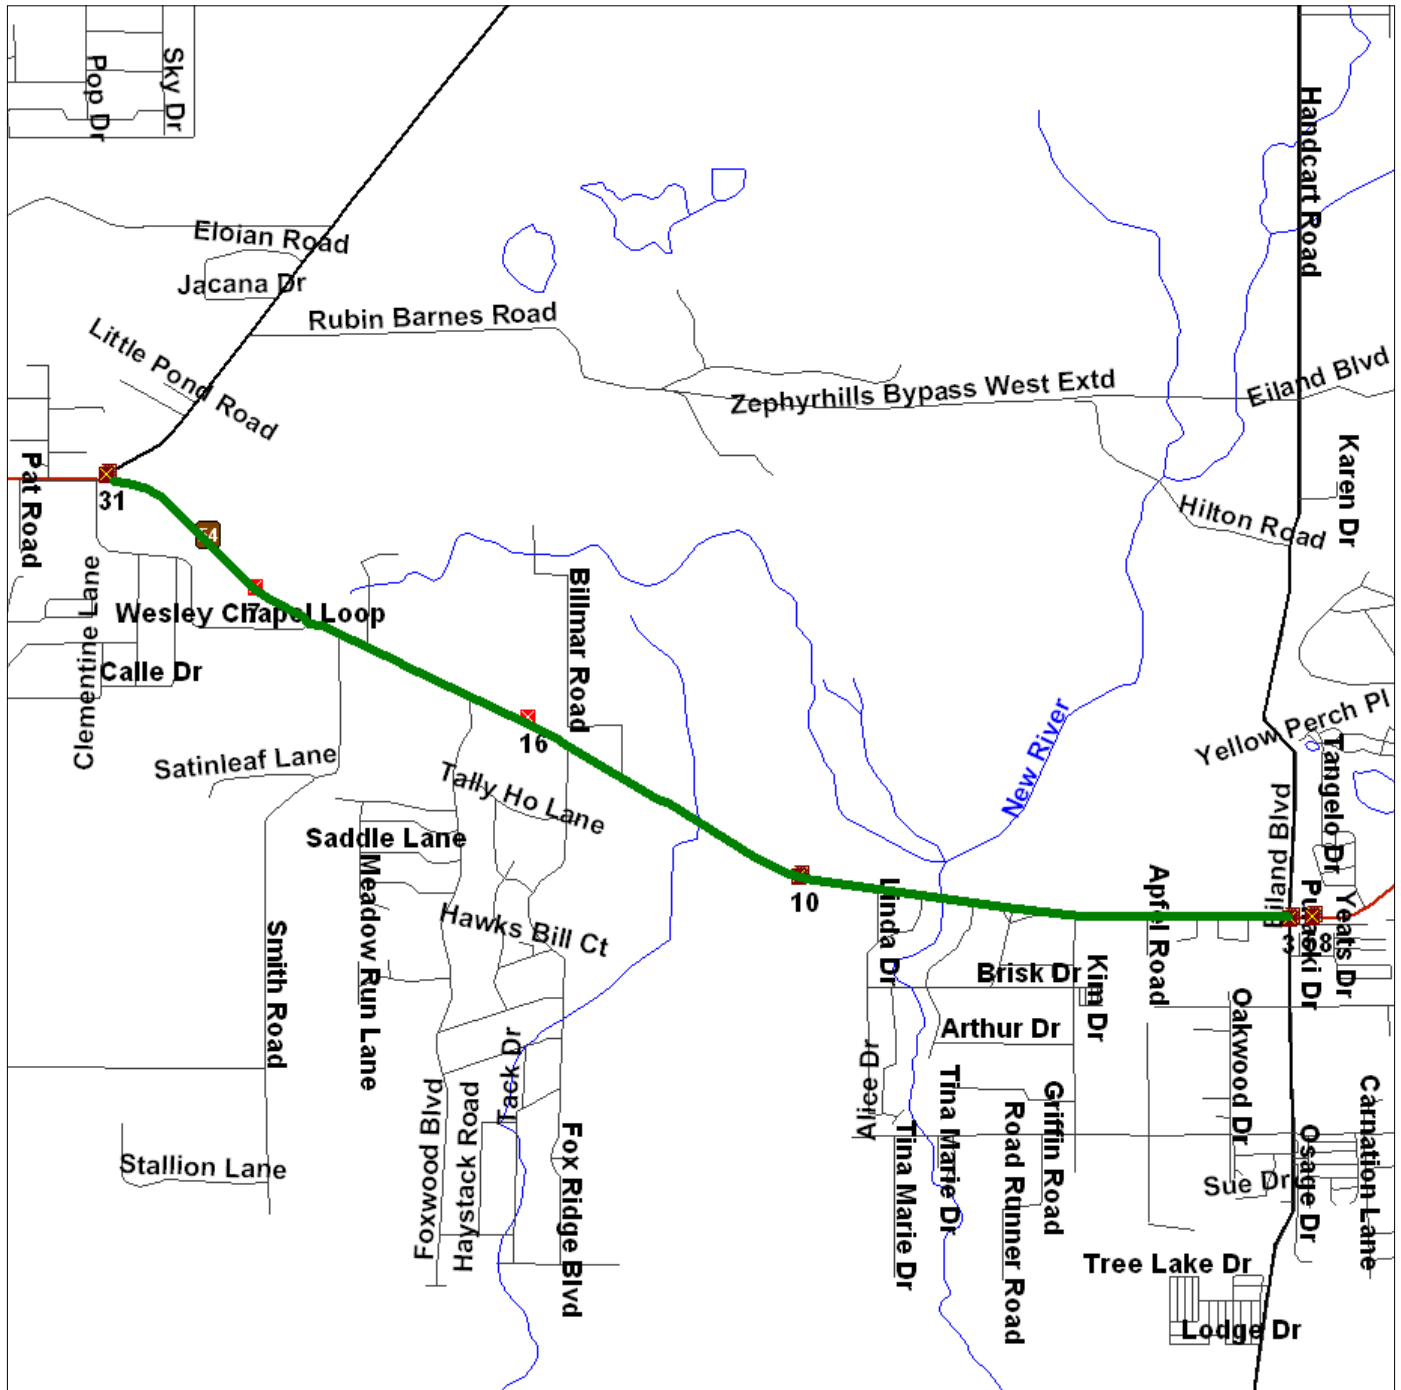 Pop Dr
Sky Dr
Handcart Road
Eloian Road
Jacana Dr
Rubin Barnes Road
Little Pond Road
Zephyrhills Bypass West Extd
Eiland Blvd
Pat Road
31
54
Karen Dr
Hilton Road
Clementine Lane
Wesley Chapel Loop
7
Billmar Road
Calle Dr
16
New River
Yellow Perch Pl
Satinleaf Lane
Tally Ho Lane
Tangelo Dr
Eiland Blvd
Saddle Lane
Meadow Run Lane
10
Linda Dr
Apfel Road
Pulaski Dr
8
Yeats Dr
Hawks Bill Ct
Smith Road
Brisk Dr
Kim Dr
Oakwood Dr
Arthur Dr
Tack Dr
Alice Dr
Tina Marie Dr
Griffin Road
Carnation Lane
Foxwood Blvd
Haystack Road
Fox Ridge Blvd
Tina Marie Dr
Road Runner Road
Osage Dr
Stallion Lane
Sue Dr
Tree Lake Dr
Lodge Dr